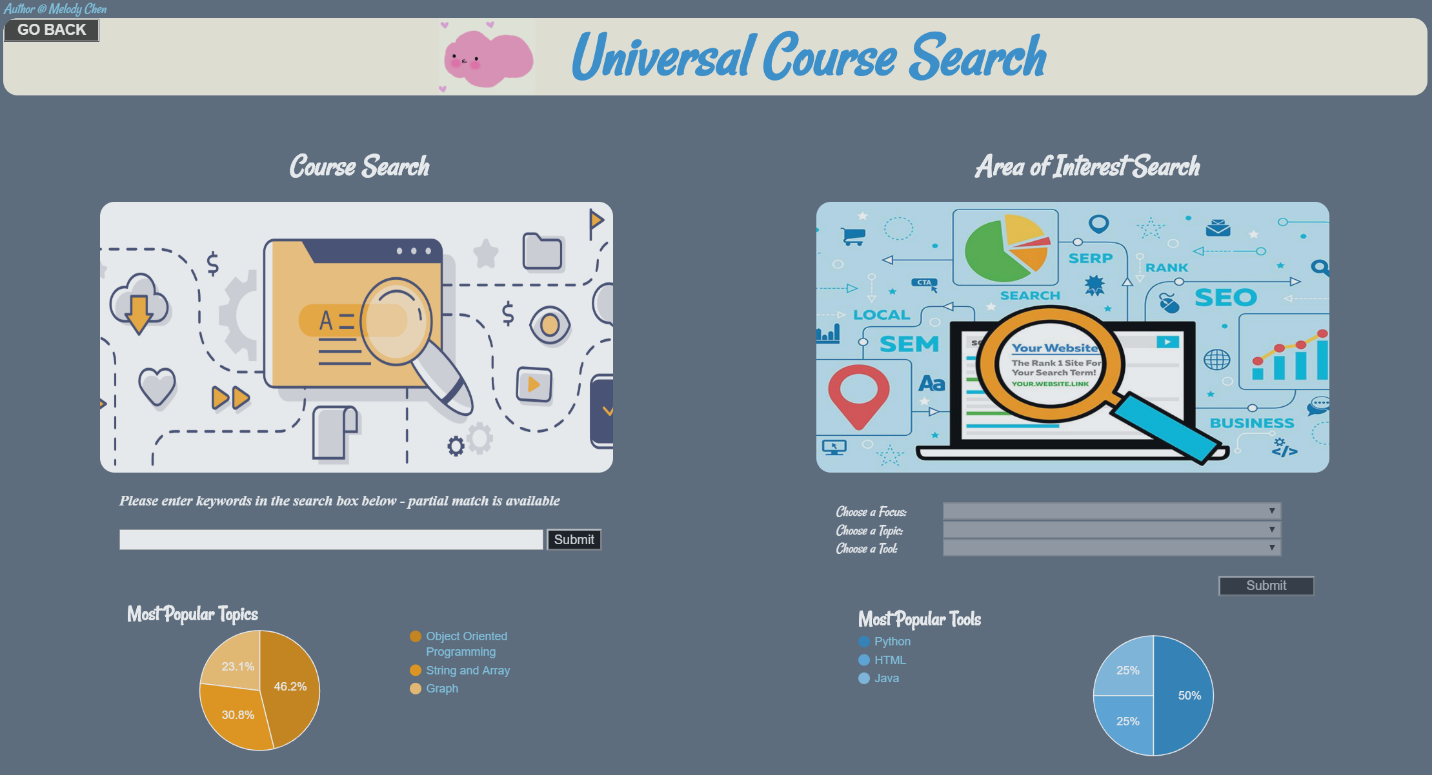 Author @ Melody Chen
GO BACK
Universal Course Search
Course Search
$
A
$
Please enter keywords in the search box below - partial match is available
Submit
Most Popular Topics
Object Oriented
Programming
String and Array
Graph
23.1%
46.2%
30.8%
Area of Interest Search
SERP
RANK
CTA
SEARCH
SEO
LOCAL
SEM
Your Website
The Rank 1 Site For
Your Search Term!
YOUR.WEBSITE.LINK
Aa
BUSINESS
</>
Choose a Focus:
Choose a Topic:
Choose a Tool:
Submit
Most Popular Tools
Python
HTML
Java
25%
50%
25%